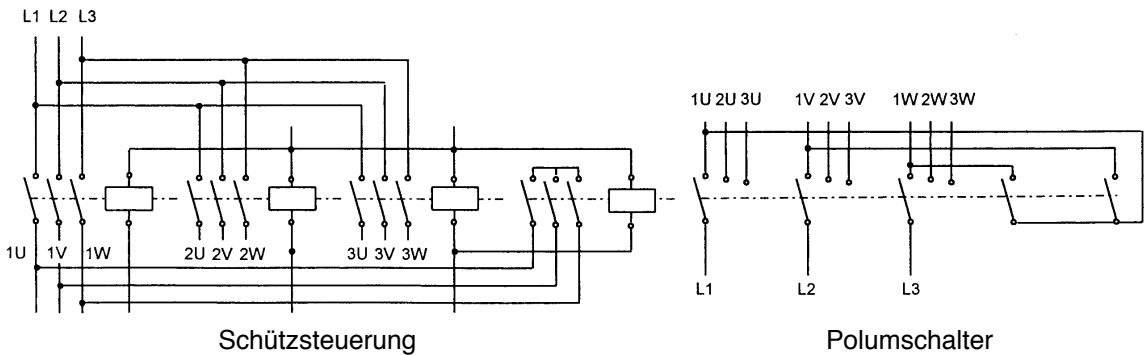 L1 L2 L3
1U 2U 3U 1V 2V 3V 1W 2W 3W
1U 1V 1W 2U 2V 2W 3U 3V 3W
L1 L2 L3
Schützsteuerung Polumschalter